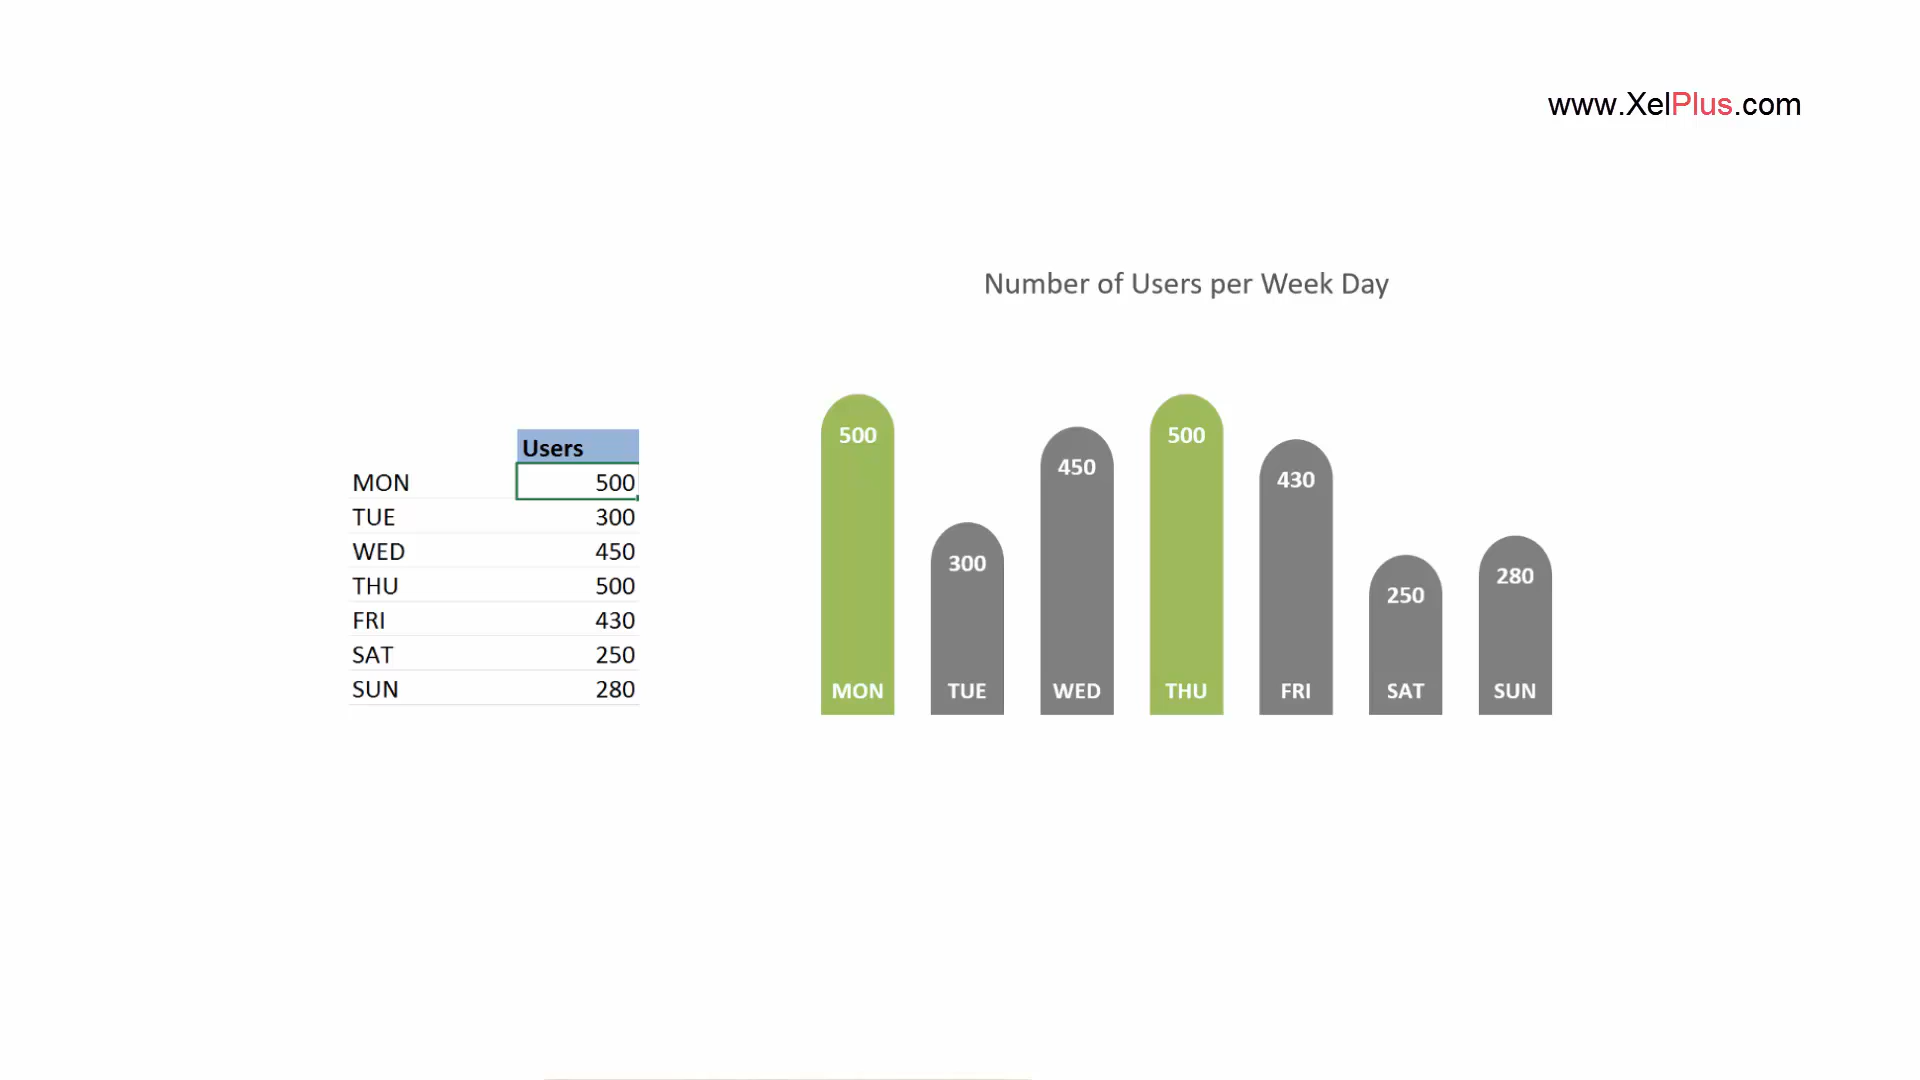 www.XelPlus.com
Number of Users per Week Day
Users
MON 500
TUE 300
WED 450
THU 500
FRI 430
SAT 250
SUN 280
500 300 450 500 430 250 280
MON TUE WED THU FRI SAT SUN